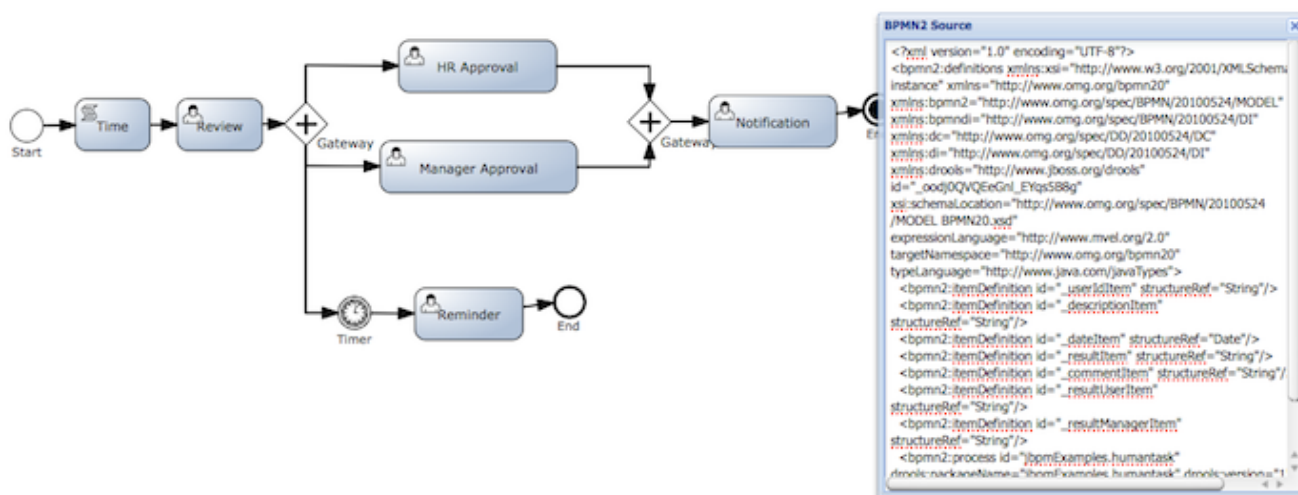 HR Approval
Start
Time
Review
Gateway
Manager Approval
Gateway
Notification
Timer
Reminder
End
BPMN2 Source
<?xml version="1.0" encoding="UTF-8"?>
<bpmn2:definitions xmlns:xsi="http://www.w3.org/2001/XMLSchema
instance" xmlns="http://www.omg.org/bpmn20"
xmlns:bpmn2="http://www.omg.org/spec/BPMN/20100524/MODEL"
xmlns:bpmndi="http://www.omg.org/spec/BPMN/20100524/DI"
xmlns:dc="http://www.omg.org/spec/DD/20100524/DC"
xmlns:di="http://www.omg.org/spec/DD/20100524/DI"
xmlns:drools="http://www.jboss.org/drools"
xsi:schemaLocation="http://www.omg.org/spec/BPMN/20100524
/MODEL BPMN20.xsd"
expressionLanguage="http://www.mvel.org/2.0"
targetNamespace="http://www.omg.org/bpmn20"
typeLanguage="http://www.java.com/javaTypes">
<bpmn2:itemDefinition id="_userIdItem" structureRef="String"/>
<bpmn2:itemDefinition id="_descriptionItem"
structureRef="String"/>
<bpmn2:itemDefinition id="_dateItem" structureRef="Date"/>
<bpmn2:itemDefinition id="_resultItem" structureRef="String"/>
<bpmn2:itemDefinition id="_commentItem" structureRef="String"/
<bpmn2:itemDefinition id="_resultUserItem"
structureRef="String"/>
<bpmn2:itemDefinition id="_resultManagerItem"
structureRef="String"/>
<bpmn2:process id="jbpmExamples.humantask"
drools:packageName="jbpmExamples.humantask" drools:version="1